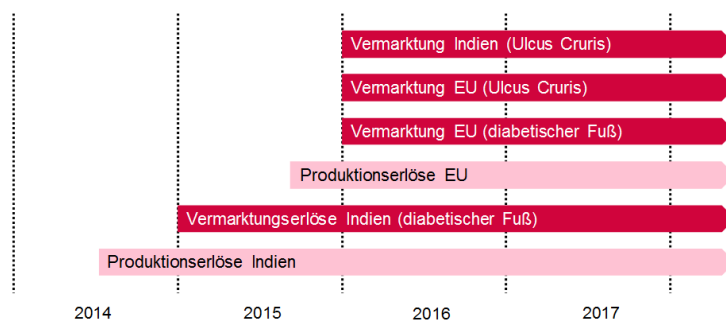 Vermarktung Indien (Ulcus Cruris)
Vermarktung EU (Ulcus Cruris)
Vermarktung EU (diabetischer Fuß)
Produktionserlöse EU
Vermarktungserlöse Indien (diabetischer Fuß)
Produktionserlöse Indien
2014 2015 2016 2017